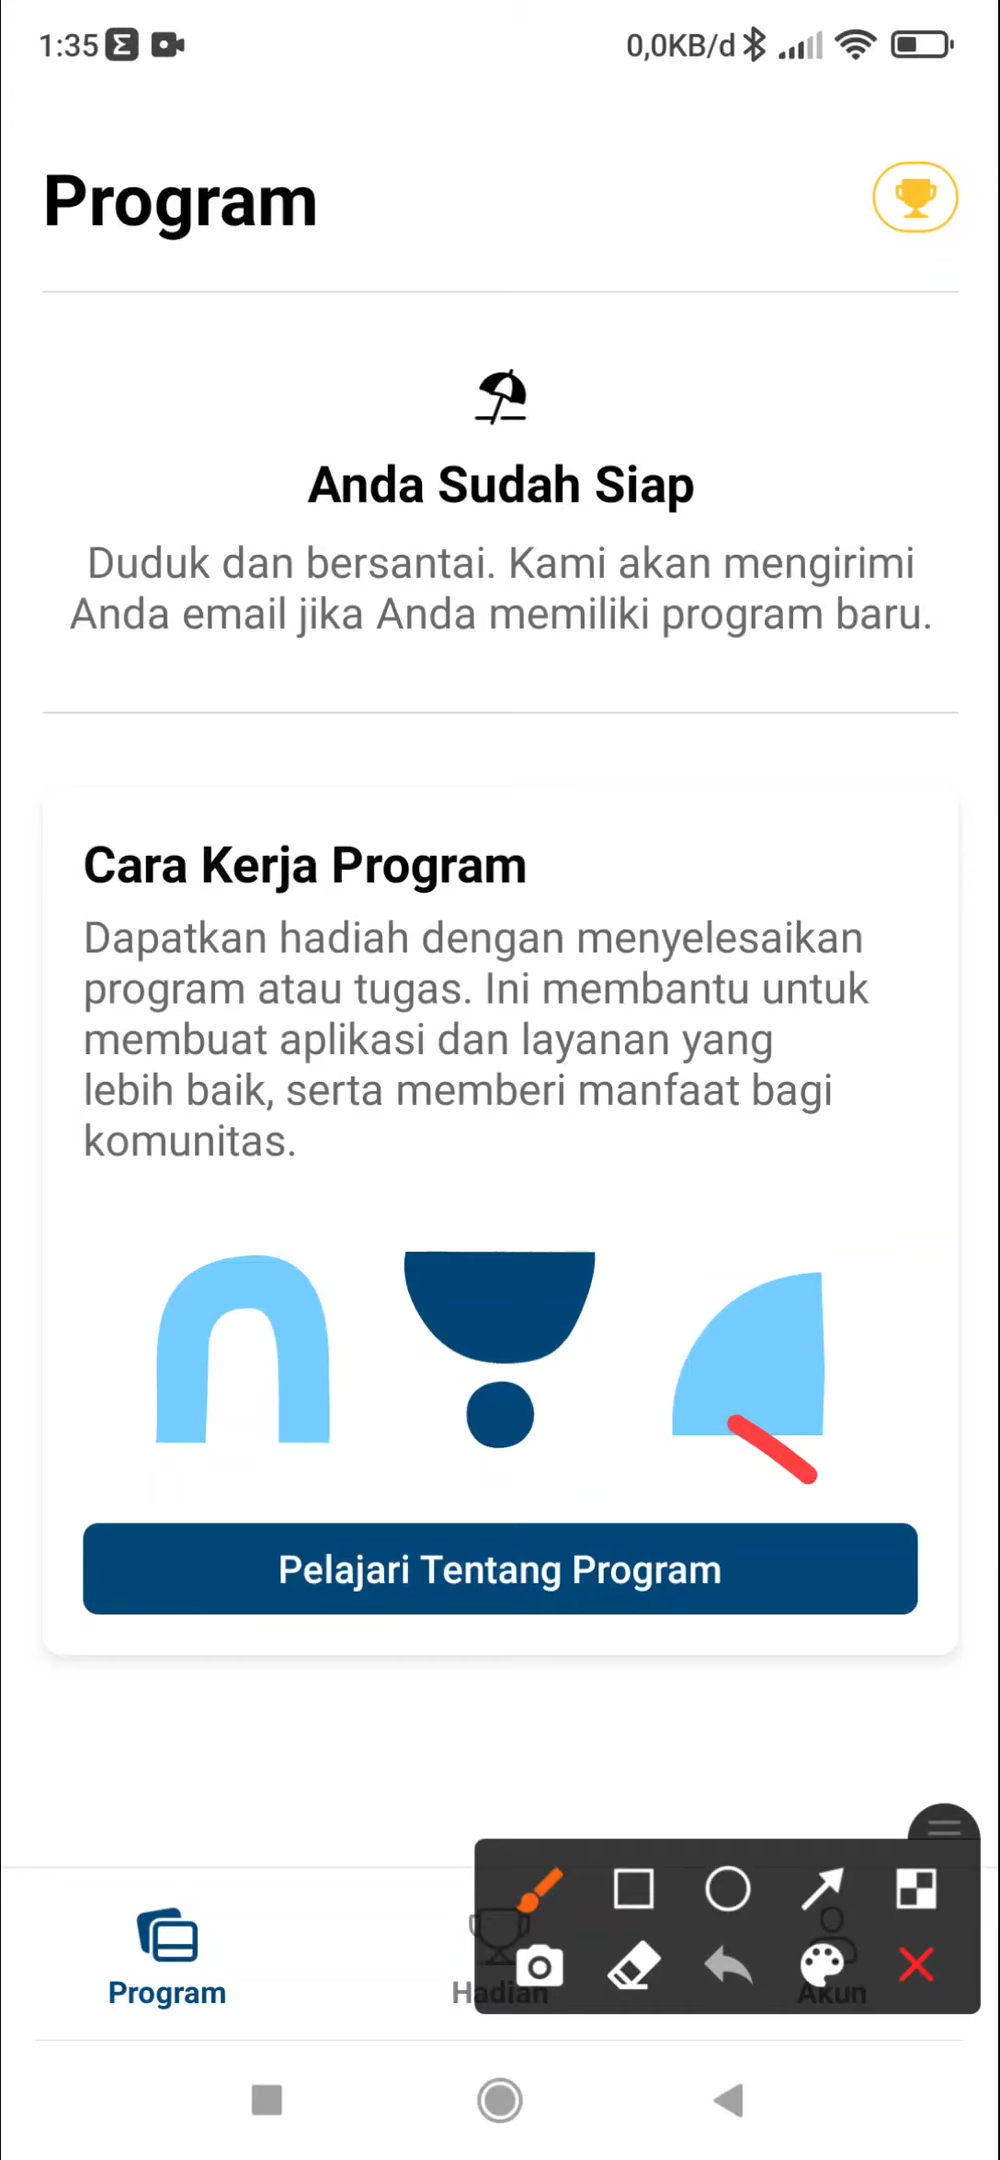 1:35
0,0KB/d
Program
Anda Sudah Siap
Duduk dan bersantai. Kami akan mengirimi
Anda email jika Anda memiliki program baru.
Cara Kerja Program
Dapatkan hadiah dengan menyelesaikan
program atau tugas. Ini membantu untuk
membuat aplikasi dan layanan yang
lebih baik, serta memberi manfaat bagi
komunitas.
Pelajari Tentang Program
Program
Hadiah
Akun